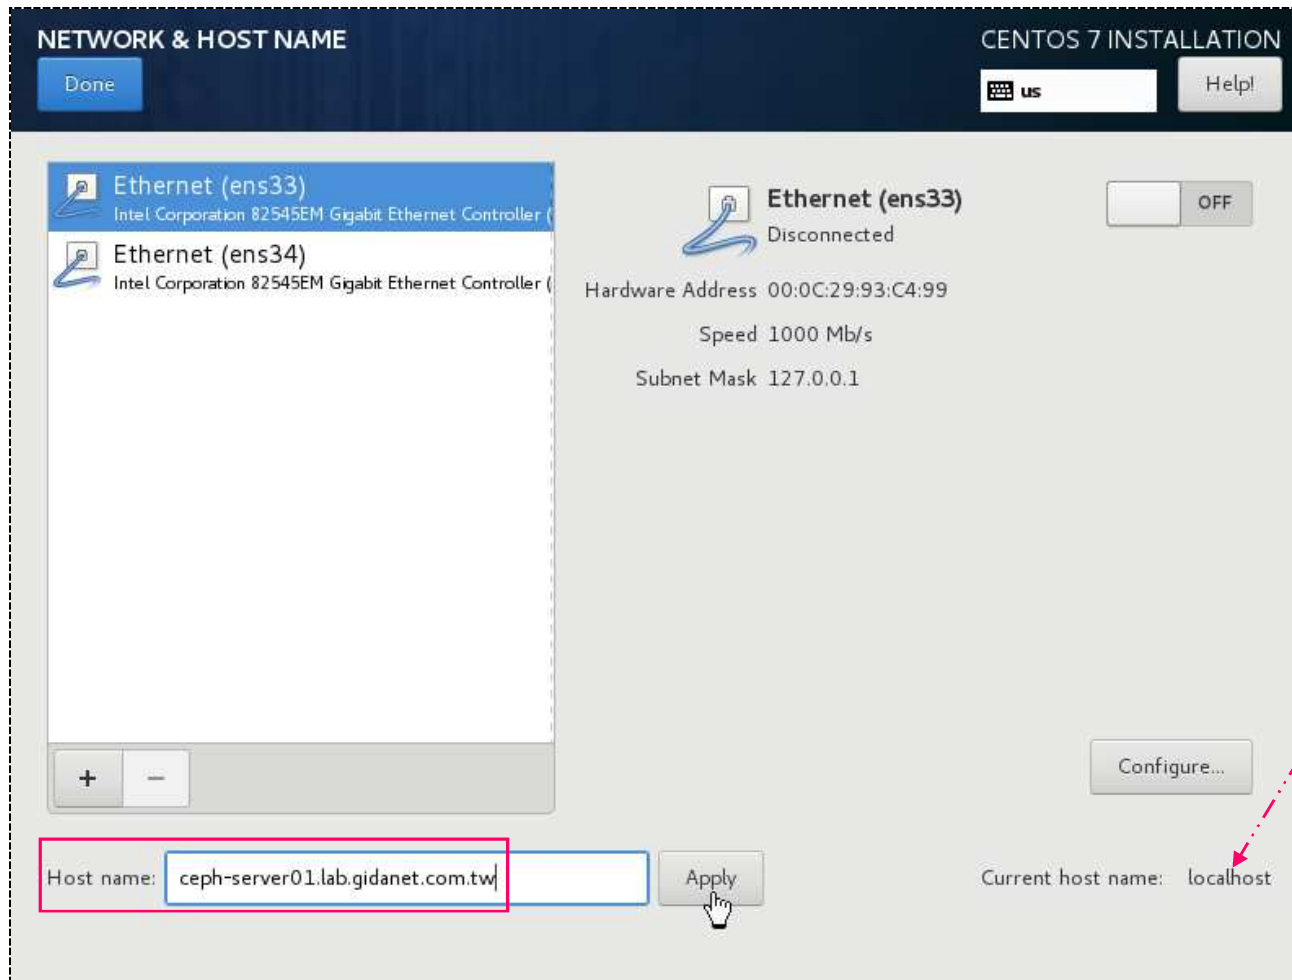 NETWORK & HOST NAME
CENTOS 7 INSTALLATION
Done
us
Help!
Ethernet (ens33)
Intel Corporation 82545EM Gigabit Ethernet Controller (
Ethernet (ens34)
Intel Corporation 82545EM Gigabit Ethernet Controller (
Ethernet (ens33)
Disconnected
OFF
Hardware Address 00:0C:29:93:C4:99
Speed 1000 Mb/s
Subnet Mask 127.0.0.1
+ −
Configure...
Host name: ceph-server01.lab.gidanet.com.tw
Apply
Current host name: localhost